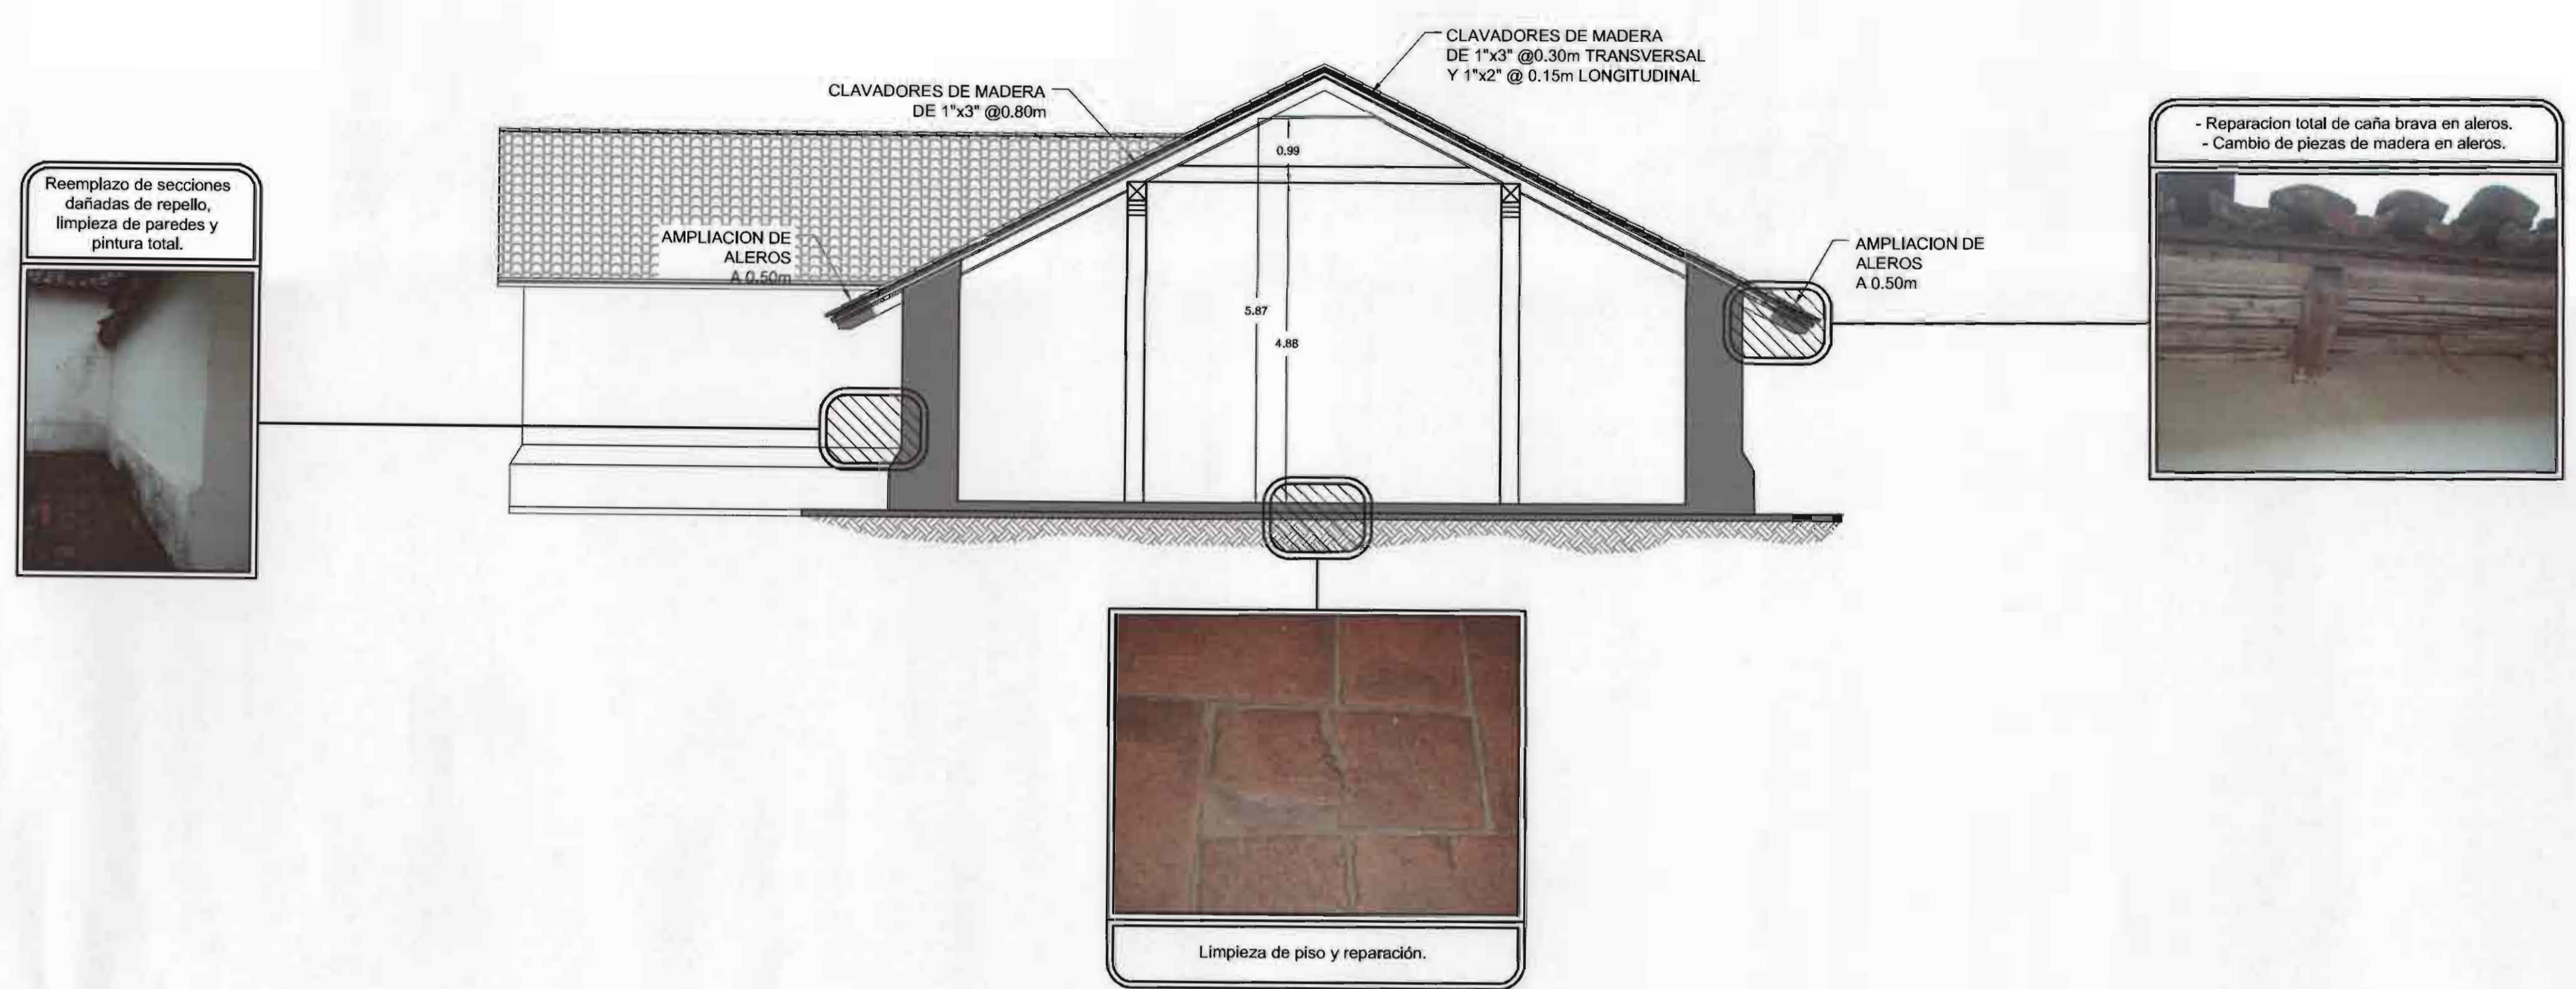 CLAVADORES DE MADERA
DE 1"x3" @0.30m TRANSVERSAL
Y 1"x2" @ 0.15m LONGITUDINAL
CLAVADORES DE MADERA
DE 1"x3" @0.80m
- Reparacion total de caña brava en aleros.
- Cambio de piezas de madera en aleros.
Reemplazo de secciones
dañadas de repello,
limpieza de paredes y
pintura total.
0.99
AMPLIACION DE
ALEROS
A 0.50m
AMPLIACION DE
ALEROS
A 0.50m
5.87
4.88
Limpieza de piso y reparación.